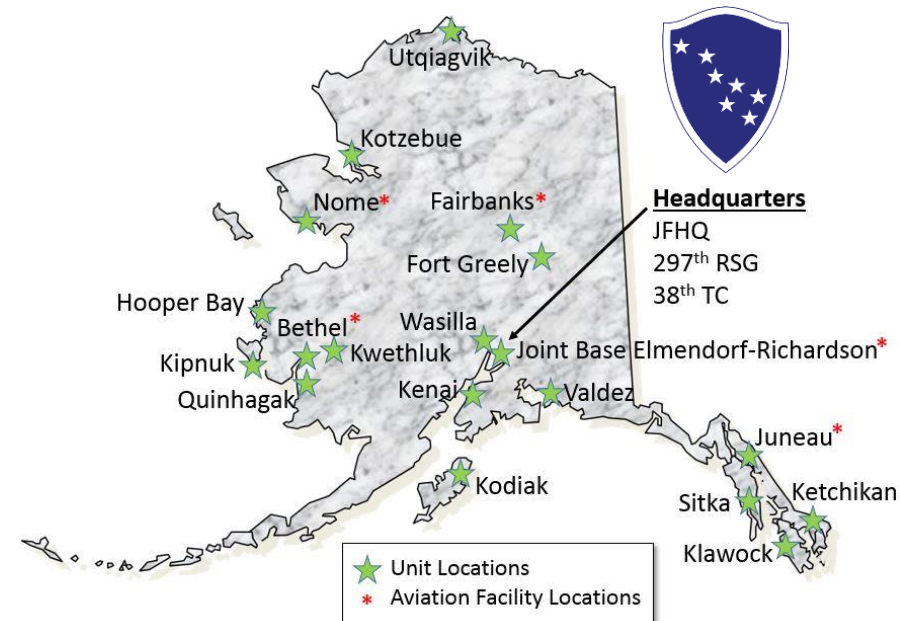 Utqiagvik
Kotzebue
Nome*
Fairbanks*
Headquarters
JFHQ
297th RSG
38th TC
Fort Greely
Hooper Bay
Bethel*
Wasilla
Kwethluk
Joint Base Elmendorf-Richardson*
Kipnuk
Quinhagak
Kenai
Valdez
Juneau*
Kodiak
Sitka
Ketchikan
Klawock
Unit Locations
* Aviation Facility Locations